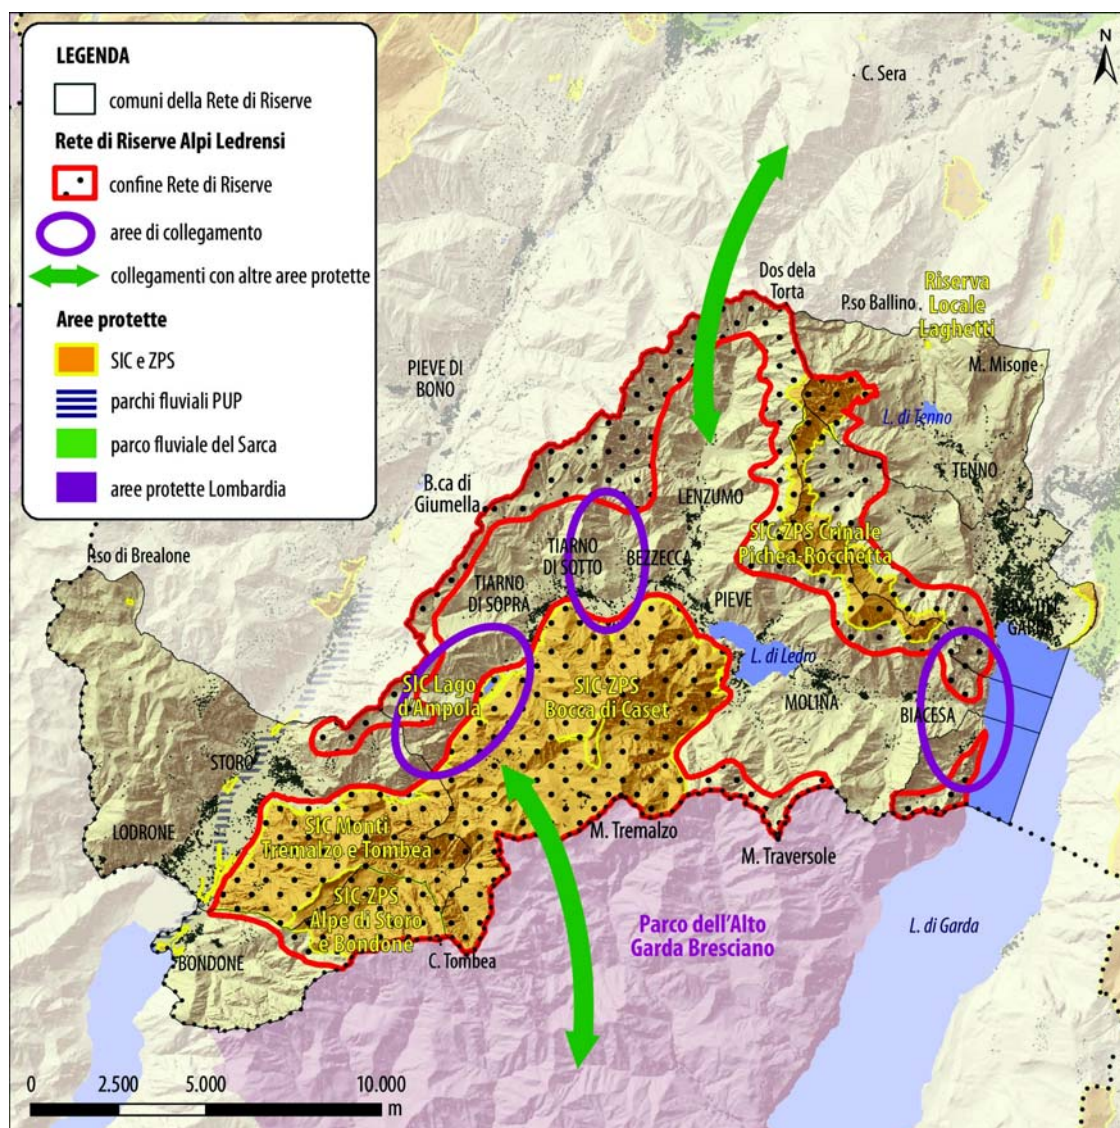 LEGENDA
comuni della Rete di Riserve
Rete di Riserve Alpi Ledrensi
confine Rete di Riserve
aree di collegamento
collegamenti con altre aree protette
Aree protette
SIC e ZPS
parchi fluviali PUP
parco fluviale del Sarca
aree protette Lombardia
N
C. Sera
Dos dela
Torta
P.so Ballino
Riserva
Locale
Laghetti
M. Misone
PIEVE DI
BONO
L. di Tenno
TENNO
B.ca di
Giumella
LENZUMO
SIC-ZPS Crinale
Pichea-Rocchetta
P.so di Brealone
TIARNO
DI SOTTO
BEZZECCA
TIARNO
DI SOPRA
PIEVE
GARDA
L. di Ledro
SIC Lago
d'Ampola
SIC-ZPS
Bocca di Caset
MOLINA
BIACESA
STORO
LODRONE
SIC Monti
Tremalzo e Tombea
M. Tremalzo
M. Traversole
SIC-ZPS
Alpe di Storo
e Bondone
BONDONE
C. Tombea
Parco dell'Alto
Garda Bresciano
L. di Garda
0 2.500 5.000 10.000
m